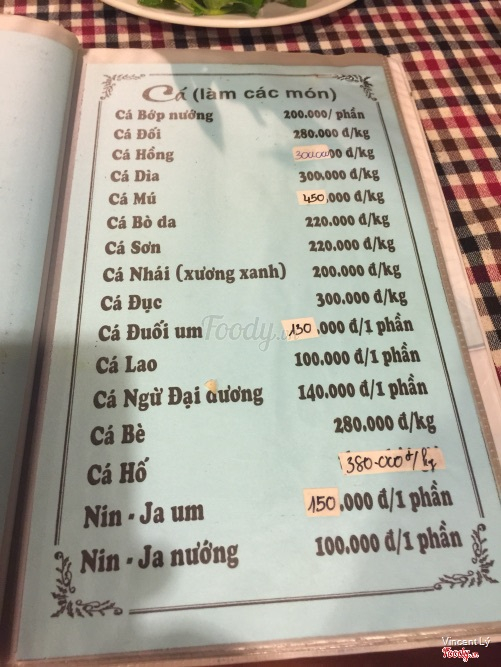 Cá (làm các món)
Cá Bớp nướng 200.000/ phần
Cá Đối 280.000 đ/kg
Cá Hồng 300.000 đ/kg
Cá Dìa 300.000 đ/kg
Cá Mú 450.000 đ/kg
Cá Bò da 220.000 đ/kg
Cá Sơn 220.000 đ/kg
Cá Nhái (xương xanh) 200.000 đ/kg
Cá Đục 300.000 đ/kg
Cá Đuối um 130.000 đ/1 phần
Cá Lao 100.000 đ/1 phần
Cá Ngừ Đại dương 140.000 đ/1 phần
Cá Bè 280.000 đ/kg
Cá Hố 380.000 đ/kg
Nin - Ja um 150.000 đ/1 phần
Nin - Ja nướng 100.000 đ/1 phần
Foody.vn
Vincent Lý
Foody.vn